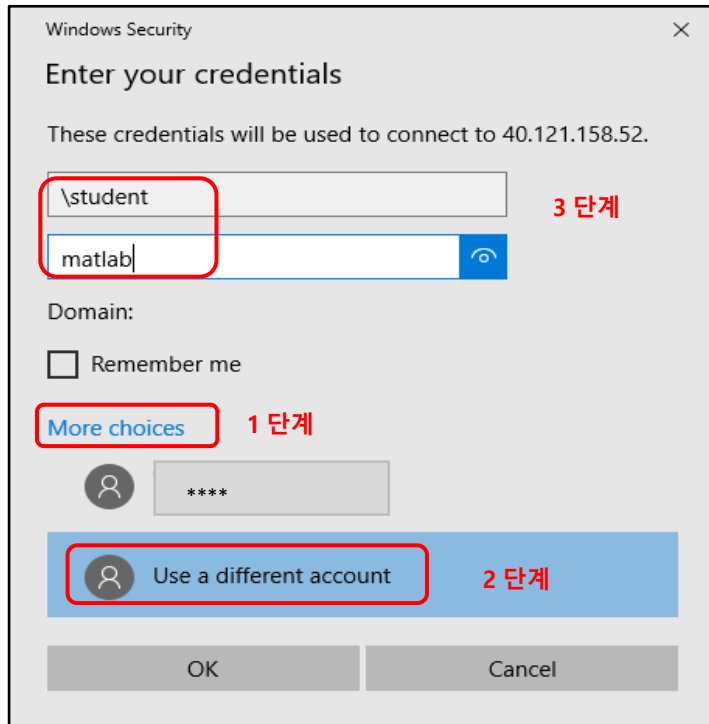 Windows Security
Enter your credentials
These credentials will be used to connect to 40.121.158.52.
\student
3 단계
matlab
Domain:
Remember me
More choices
1 단계
****
Use a different account
2 단계
OK
Cancel